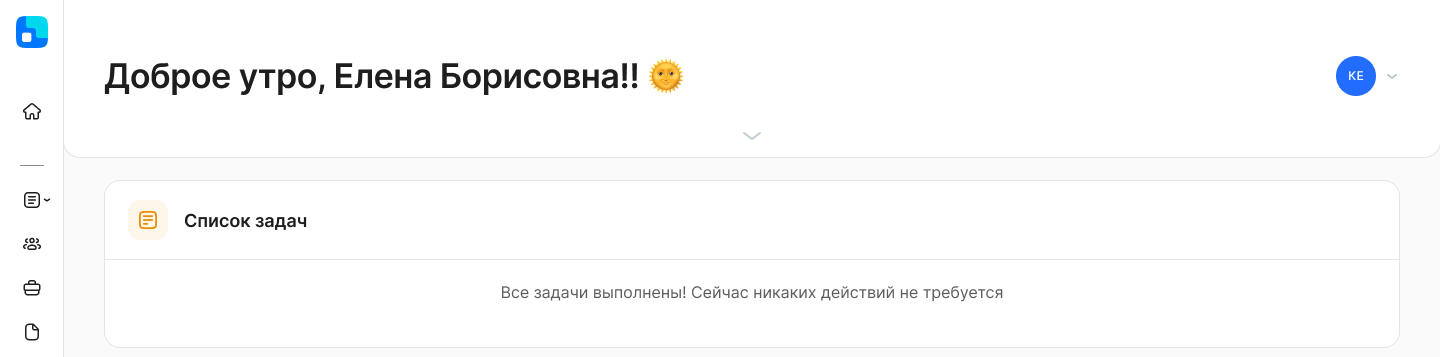 Доброе утро, Елена Борисовна!! 🌞
КЕ
Список задач
Все задачи выполнены! Сейчас никаких действий не требуется